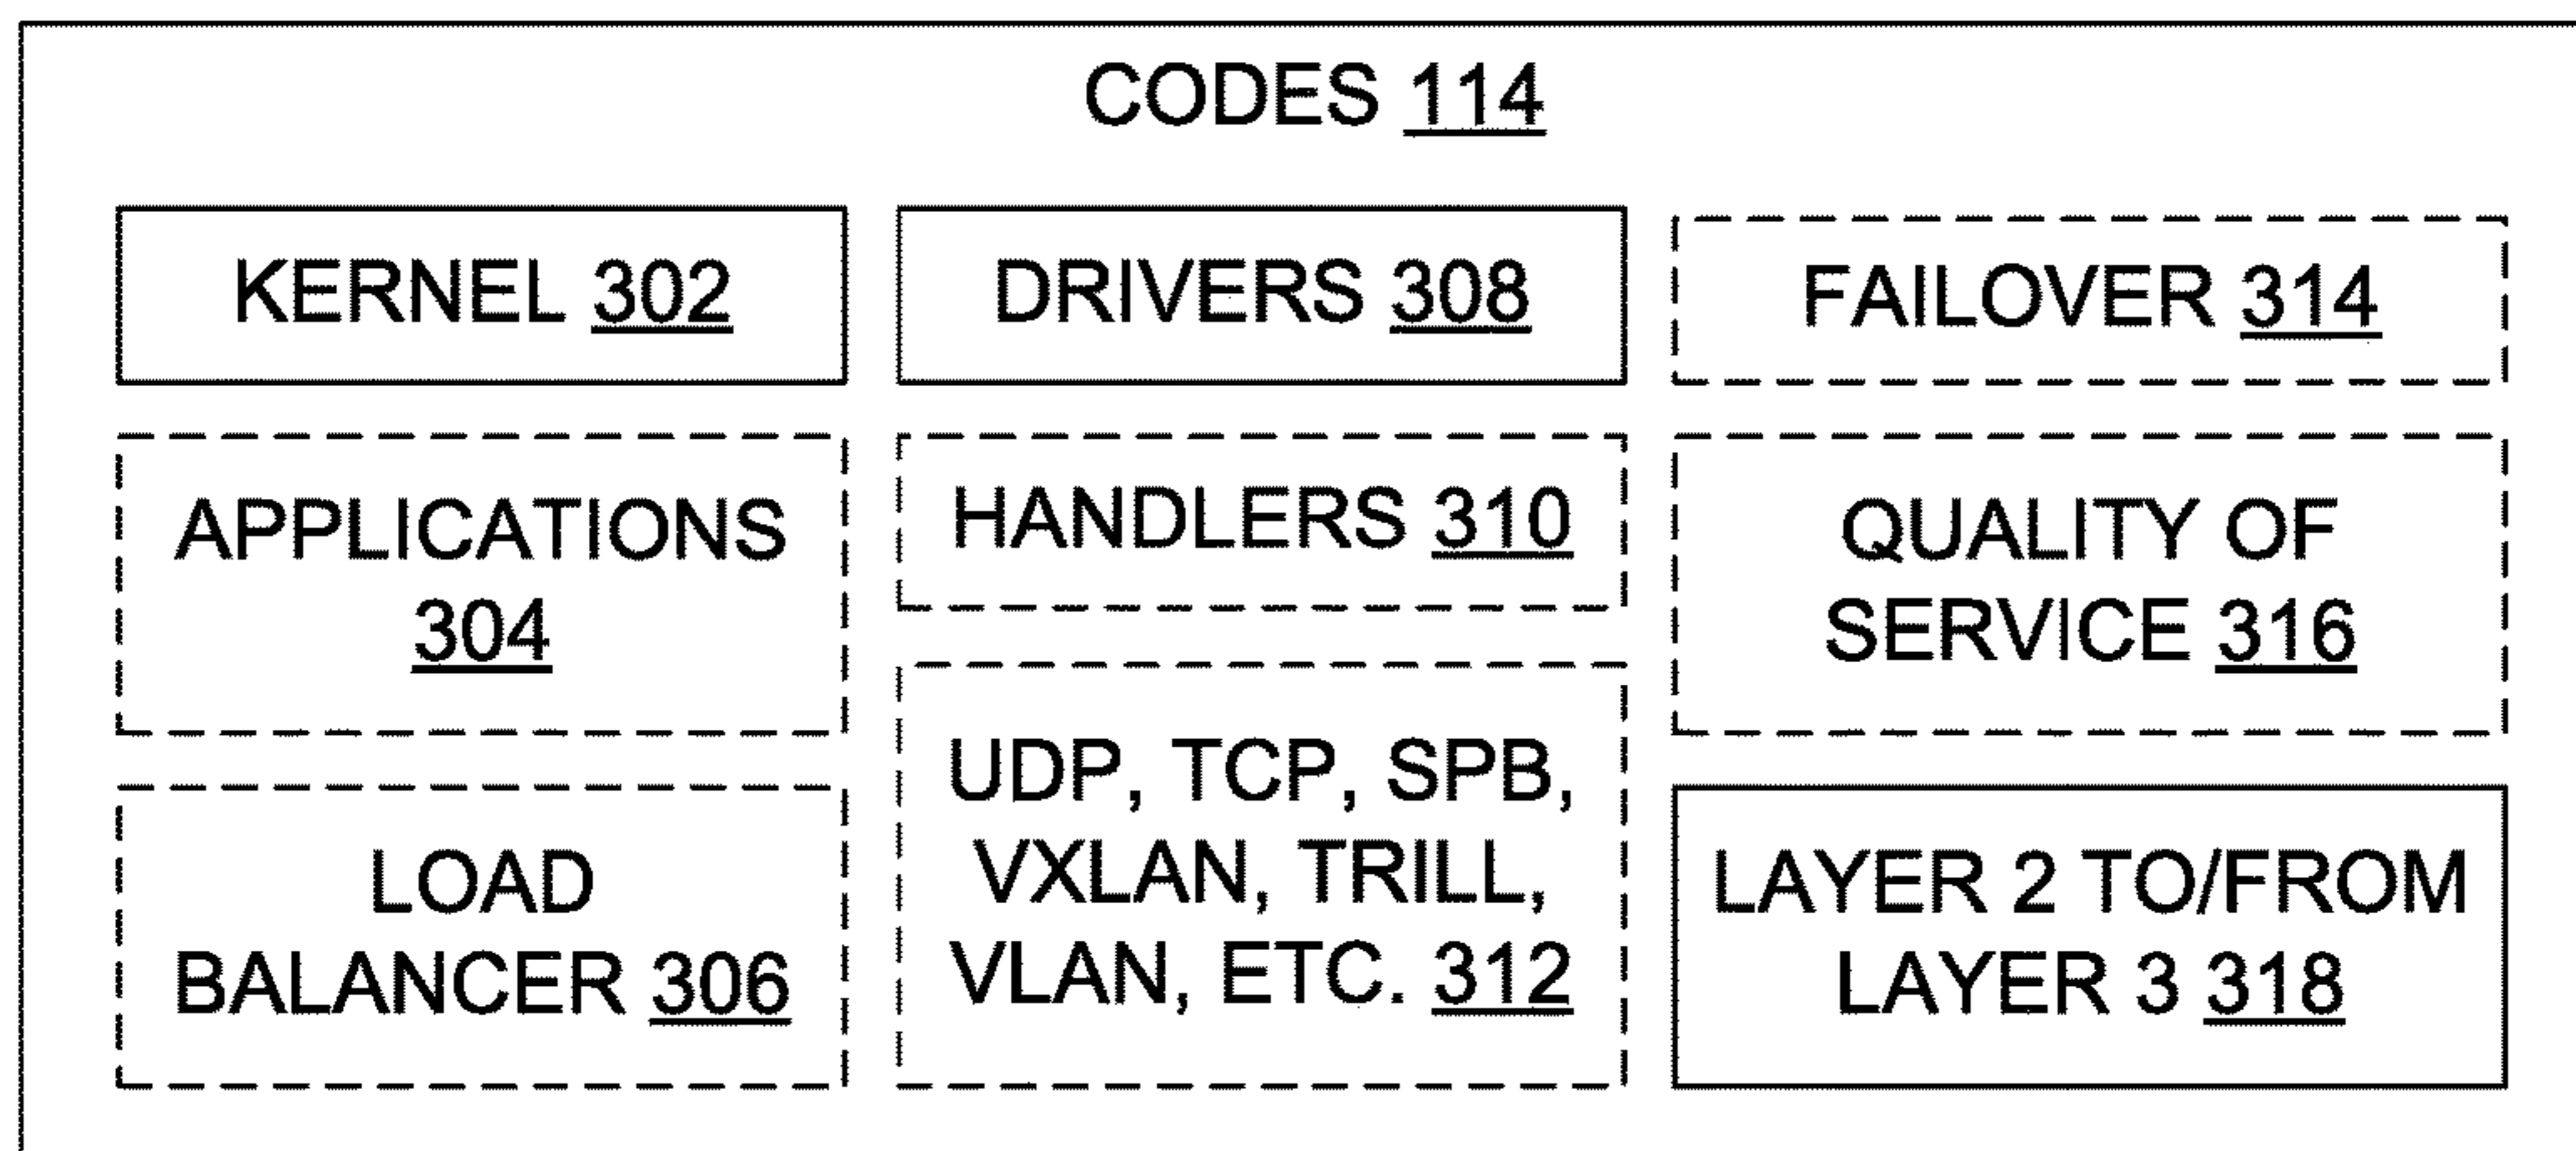 CODES 114
KERNEL 302
DRIVERS 308
FAILOVER 314
APPLICATIONS
304
HANDLERS 310
QUALITY OF
SERVICE 316
LOAD
BALANCER 306
UDP, TCP, SPB,
VXLAN, TRILL,
VLAN, ETC. 312
LAYER 2 TO/FROM
LAYER 3 318